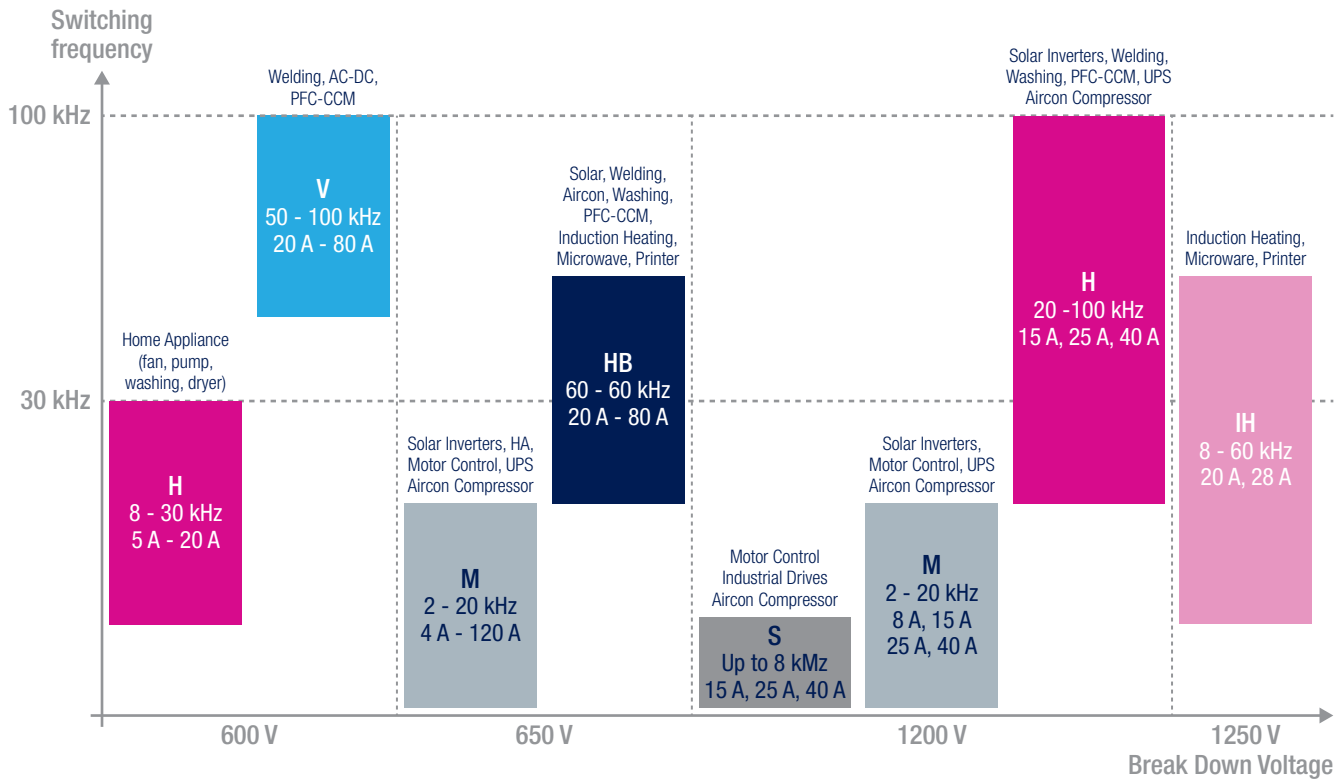 Switching
frequency
100 kHz
30 kHz
Home Appliance
(fan, pump,
washing, dryer)
H
8 - 30 kHz
5 A - 20 A
Welding, AC-DC,
PFC-CCM
V
50 - 100 kHz
20 A - 80 A
Solar Inverters, HA,
Motor Control, UPS
Aircon Compressor
M
2 - 20 kHz
4 A - 120 A
Solar, Welding,
Aircon, Washing,
PFC-CCM,
Induction Heating,
Microwave, Printer
HB
60 - 60 kHz
20 A - 80 A
Motor Control
Industrial Drives
Aircon Compressor
S
Up to 8 kMz
15 A, 25 A, 40 A
Solar Inverters,
Motor Control, UPS
Aircon Compressor
M
2 - 20 kHz
8 A, 15 A
25 A, 40 A
Solar Inverters, Welding,
Washing, PFC-CCM, UPS
Aircon Compressor
H
20 -100 kHz
15 A, 25 A, 40 A
Induction Heating,
Microware, Printer
IH
8 - 60 kHz
20 A, 28 A
600 V
650 V
1200 V
1250 V
Break Down Voltage